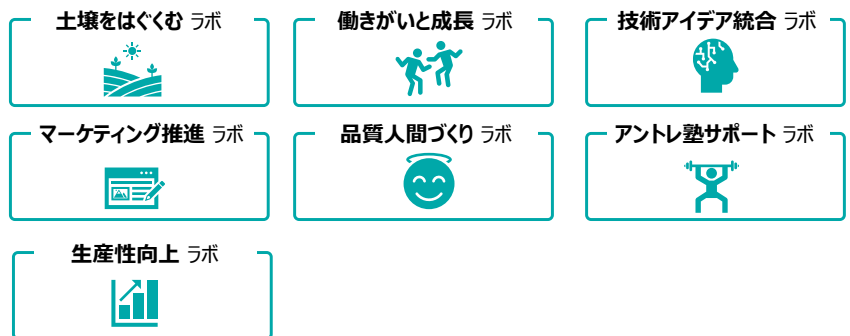 土壌をはぐくむ ラボ
働きがいと成長 ラボ
技術アイデア統合 ラボ
マーケティング推進 ラボ
品質人間づくり ラボ
アントレ塾サポート ラボ
生産性向上 ラボ